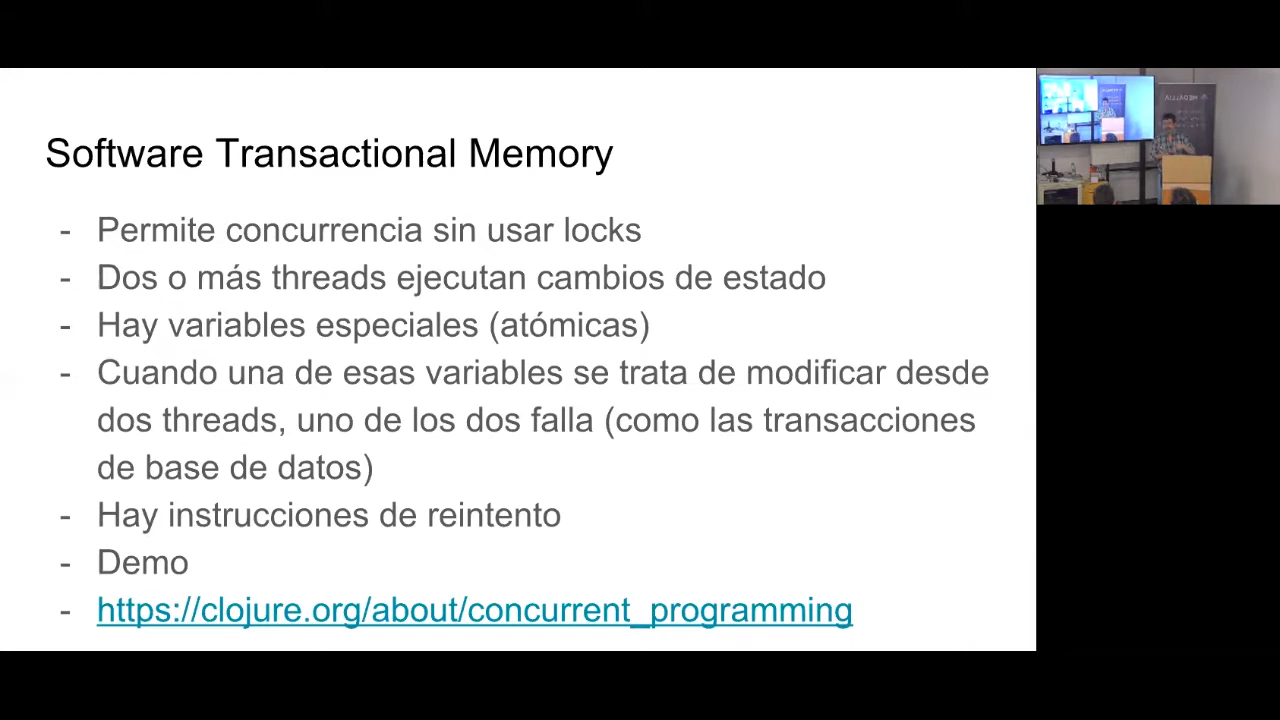 Software Transactional Memory
- Permite concurrencia sin usar locks
- Dos o más threads ejecutan cambios de estado
- Hay variables especiales (atómicas)
- Cuando una de esas variables se trata de modificar desde
dos threads, uno de los dos falla (como las transacciones
de base de datos)
- Hay instrucciones de reintento
- Demo
- https://clojure.org/about/concurrent_programming